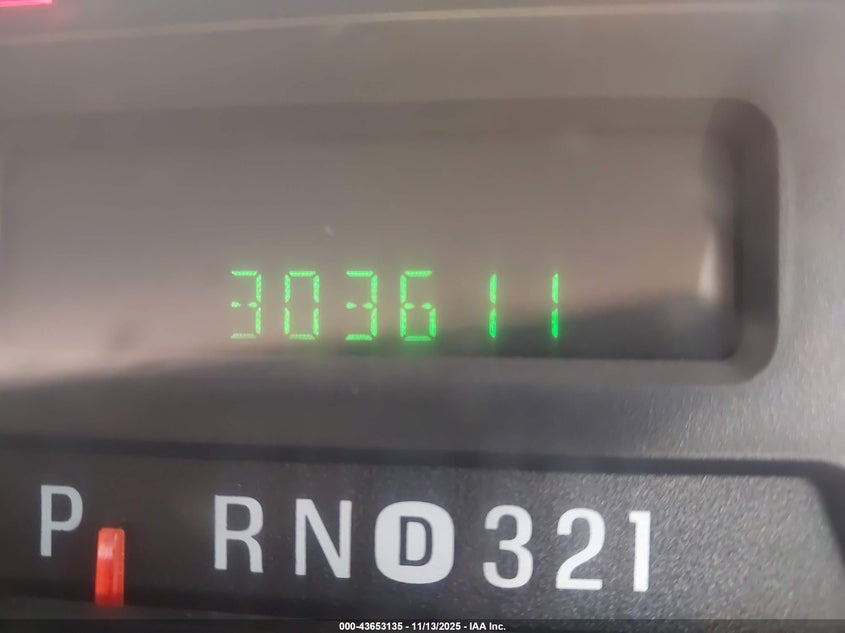 303611
P RND321
000-43653135 - 11/13/2025 - IAA Inc.